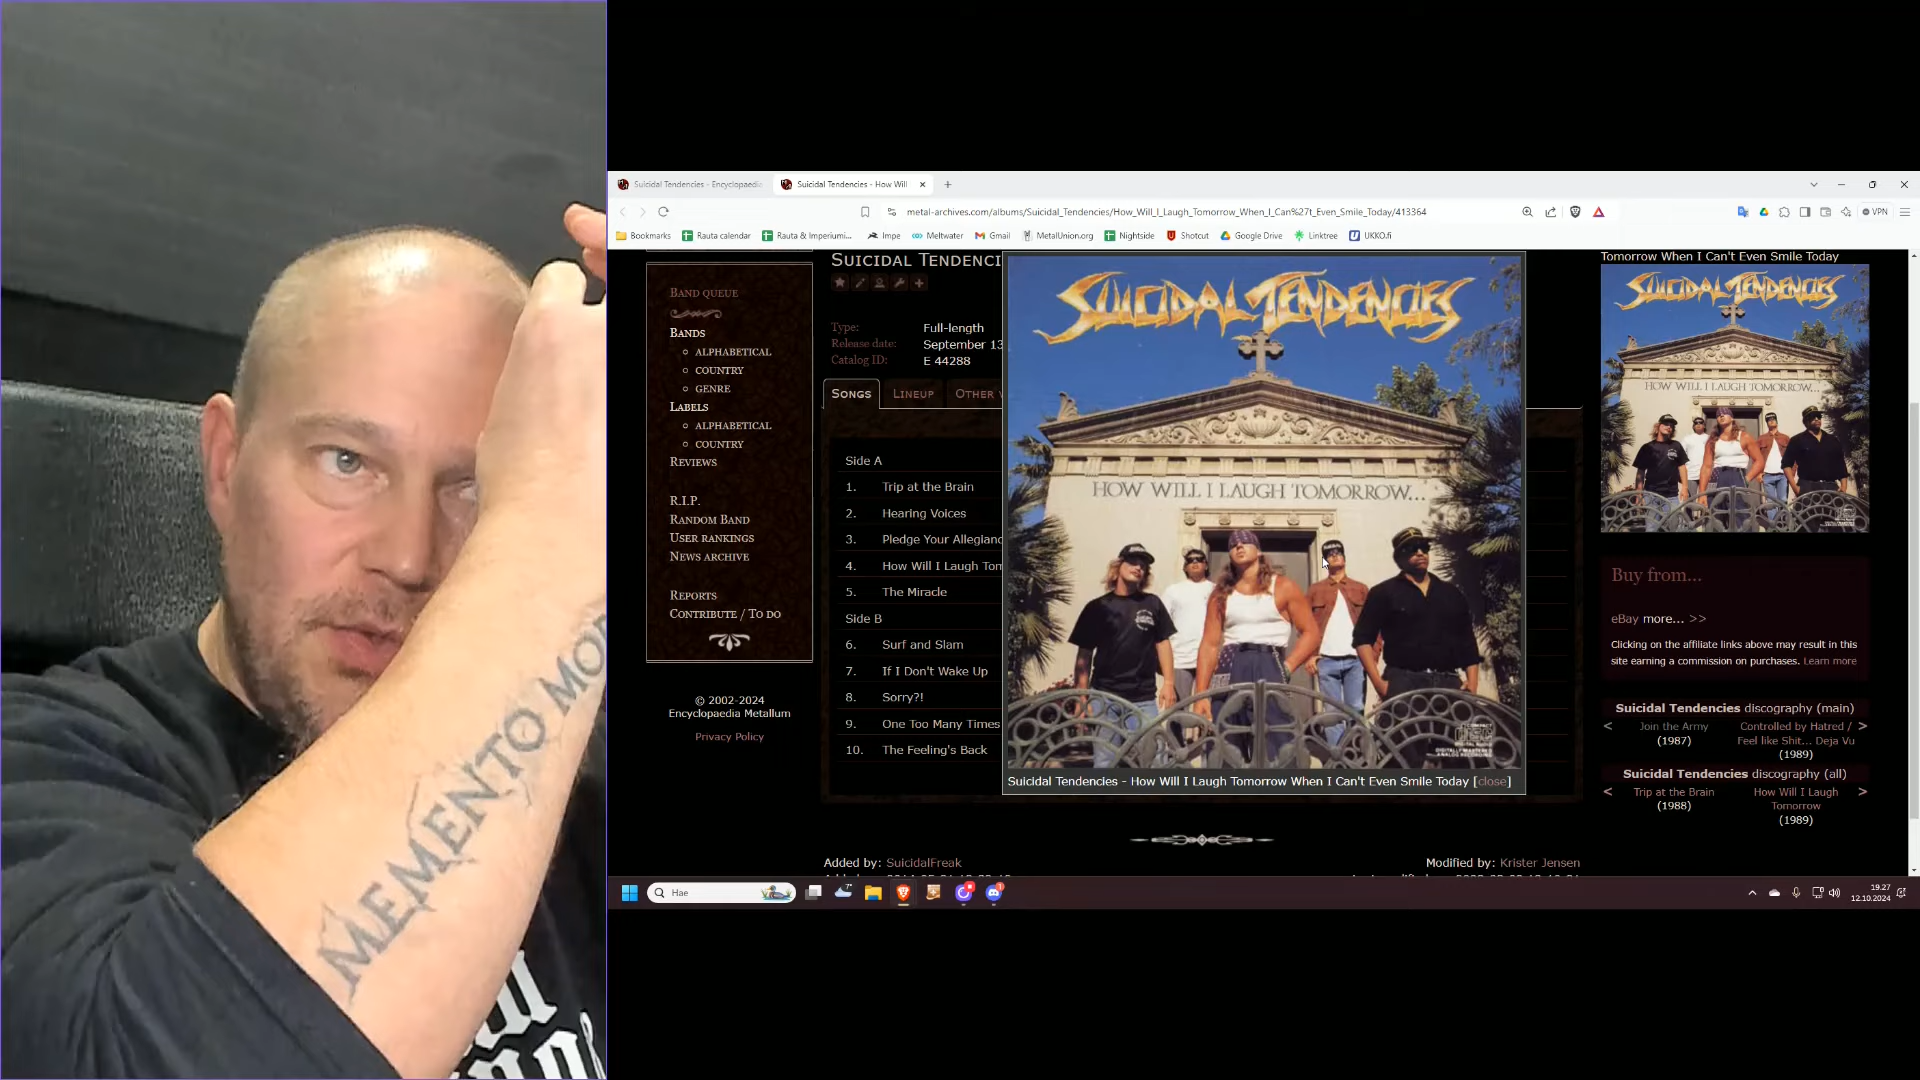 Suicidal Tendencies - Encyclopaedia
Suicidal Tendencies - How Will
metal-archives.com/albums/Suicidal_Tendencies/How_Will_I_Laugh_Tomorrow_When_I_Can%27t_Even_Smile_Today/413364
VPN
Bookmarks
Rauta calendar
Rauta & Imperiumi...
Impe
Meltwater
Gmail
MetalUnion.org
Nightside
Shotcut
Google Drive
Linktree
UKKO.fi
BAND QUEUE
BANDS
ALPHABETICAL
COUNTRY
GENRE
LABELS
ALPHABETICAL
COUNTRY
REVIEWS
R.I.P.
RANDOM BAND
USER RANKINGS
NEWS ARCHIVE
REPORTS
CONTRIBUTE / TO DO
© 2002-2024
Encyclopaedia Metallum
Privacy Policy
SUICIDAL TENDENCI
Type: Full-length
Release date: September 13
Catalog ID: E 44288
SONGS
LINEUP
OTHER
Side A
1. Trip at the Brain
2. Hearing Voices
3. Pledge Your Allegianc
4. How Will I Laugh Tom
5. The Miracle
Side B
6. Surf and Slam
7. If I Don't Wake Up
8. Sorry?!
9. One Too Many Times
10. The Feeling's Back
SUICIDAL TENDENCIES
HOW WILL I LAUGH TOMORROW...
Suicidal Tendencies - How Will I Laugh Tomorrow When I Can't Even Smile Today [close]
Tomorrow When I Can't Even Smile Today
SUICIDAL TENDENCIES
HOW WILL I LAUGH TOMORROW...
Buy from...
eBay more... >>
Clicking on the affiliate links above may result in this
site earning a commission on purchases. Learn more
Suicidal Tendencies discography (main)
< Join the Army
(1987)
Controlled by Hatred / >
Feel like Shit... Deja Vu
(1989)
Suicidal Tendencies discography (all)
< Trip at the Brain
(1988)
How Will I Laugh >
Tomorrow
(1989)
Added by: SuicidalFreak
Modified by: Krister Jensen
Hae
7°
19.27
12.10.2024
MEMENTO MOR